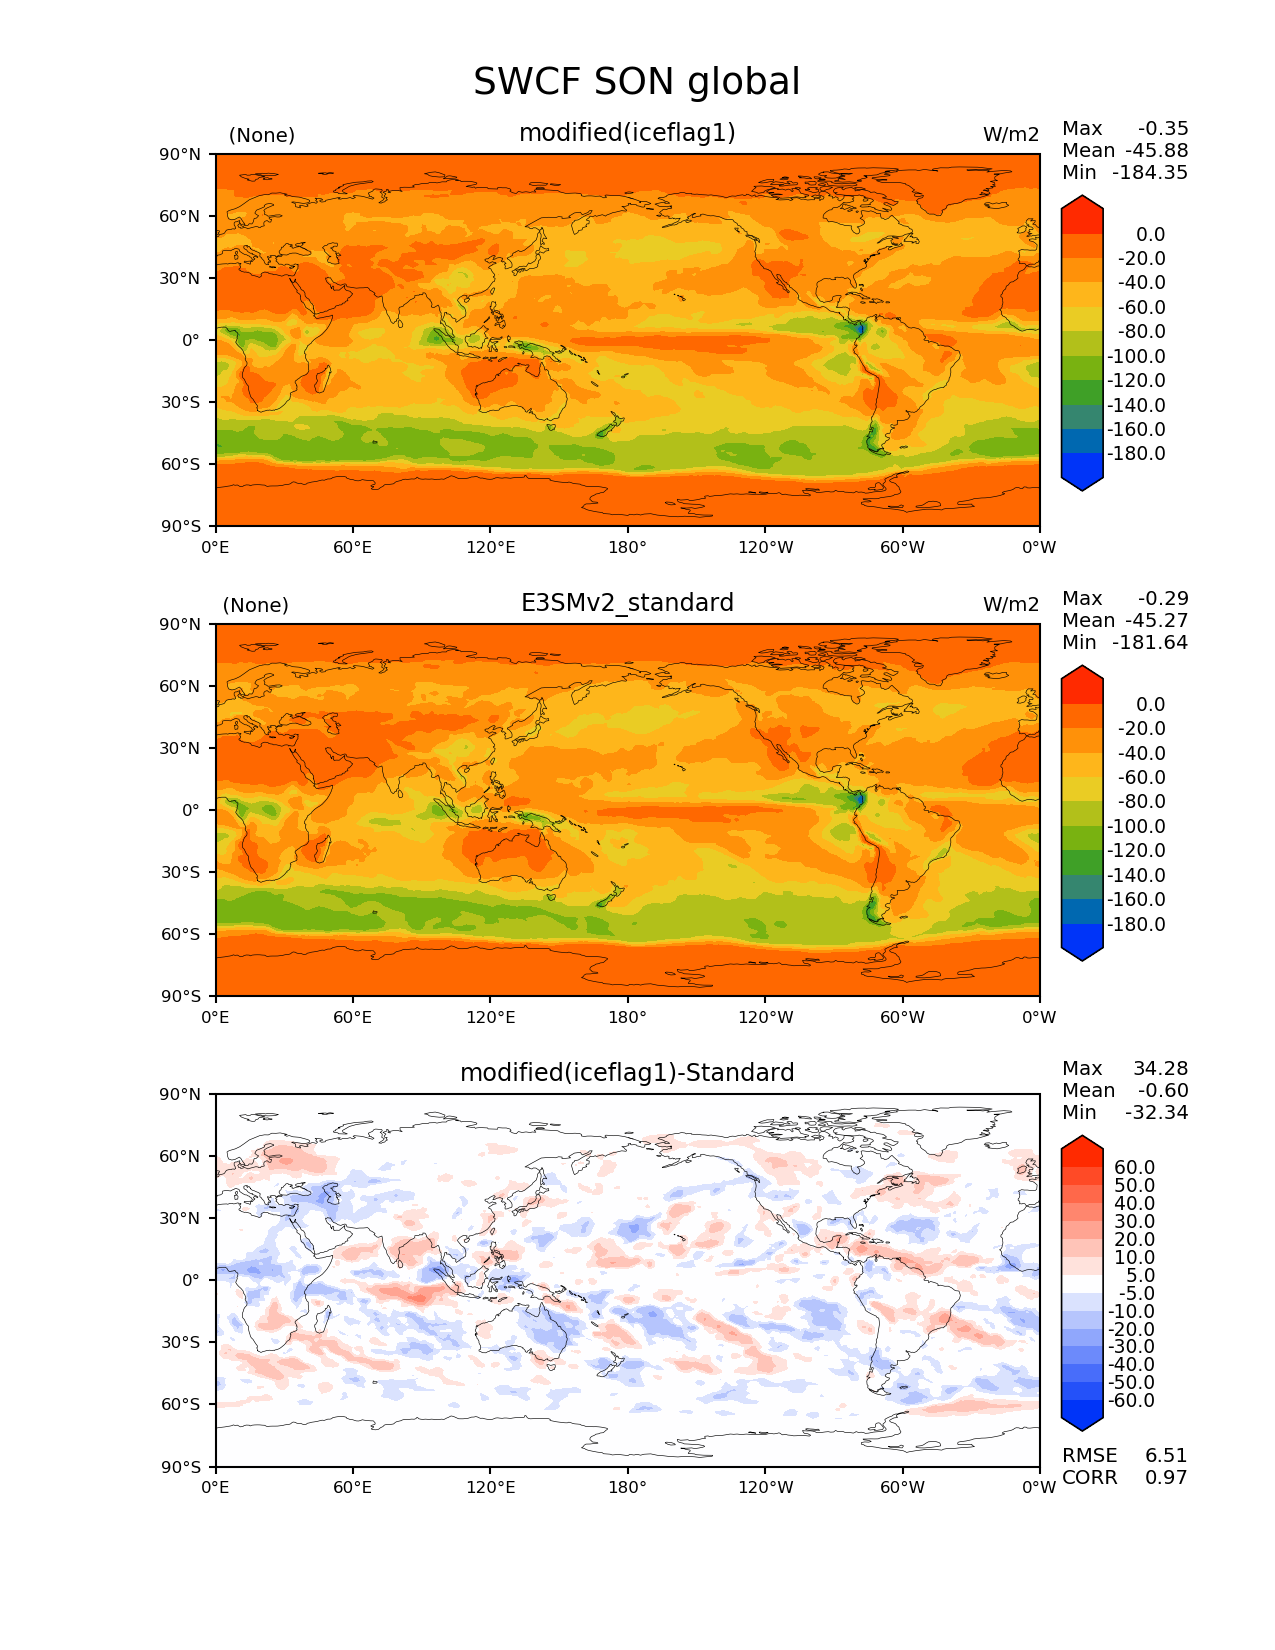 SWCF SON global
(None) modified(iceflag1) W/m2
Max -0.35
Mean -45.88
Min -184.35
90°N
60°N
30°N
0°
30°S
60°S
90°S
0°E 60°E 120°E 180° 120°W 60°W 0°W
0.0
-20.0
-40.0
-60.0
-80.0
-100.0
-120.0
-140.0
-160.0
-180.0
(None) E3SMv2_standard W/m2
Max -0.29
Mean -45.27
Min -181.64
90°N
60°N
30°N
0°
30°S
60°S
90°S
0°E 60°E 120°E 180° 120°W 60°W 0°W
0.0
-20.0
-40.0
-60.0
-80.0
-100.0
-120.0
-140.0
-160.0
-180.0
modified(iceflag1)-Standard
Max 34.28
Mean -0.60
Min -32.34
90°N
60°N
30°N
0°
30°S
60°S
90°S
0°E 60°E 120°E 180° 120°W 60°W 0°W
60.0
50.0
40.0
30.0
20.0
10.0
5.0
-5.0
-10.0
-20.0
-30.0
-40.0
-50.0
-60.0
RMSE 6.51
CORR 0.97